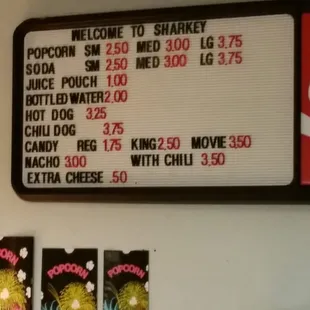 WELCOME TO SHARKEY
POPCORN SM 2.50 MED 3.00 LG 3.75
SODA SM 2.50 MED 3.00 LG 3.75
JUICE POUCH 1.00
BOTTLED WATER 2.00
HOT DOG 3.25
CHILI DOG 3.75
CANDY REG 1.75 KING 2.50 MOVIE 3.50
NACHO 3.00 WITH CHILI 3.50
EXTRA CHEESE .50
POPCORN
POPCORN